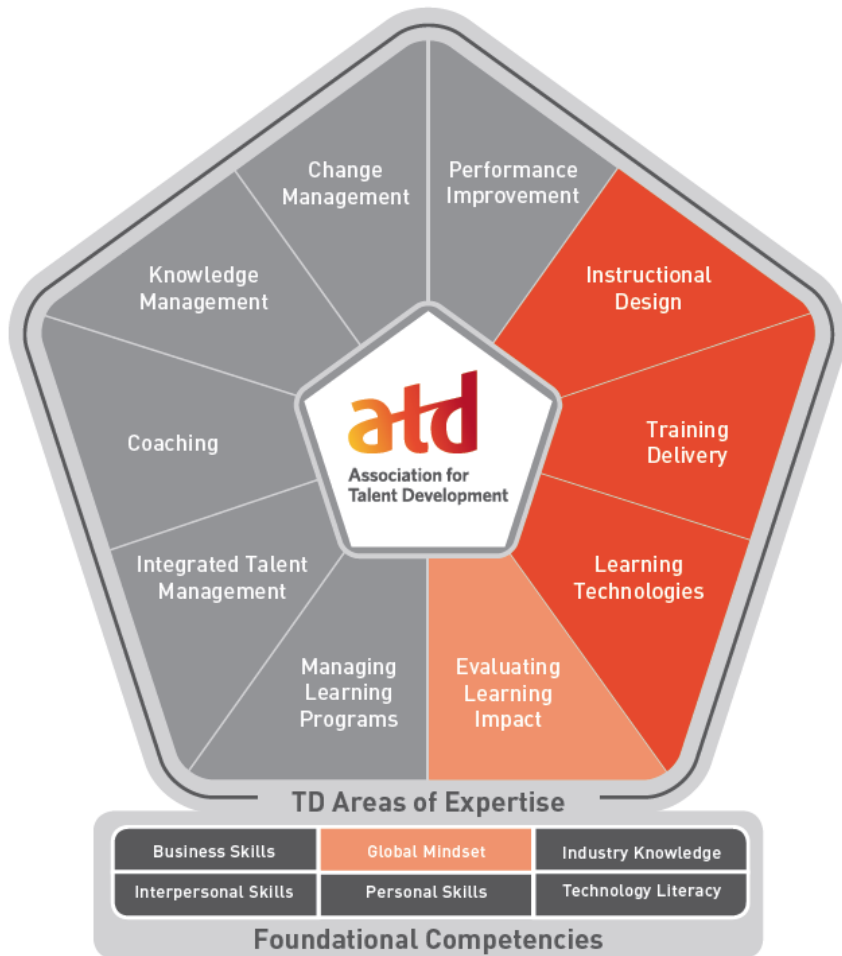 Change
Management
Performance
Improvement
Knowledge
Management
Instructional
Design
atd
Association for
Talent Development
Coaching
Training
Delivery
Integrated Talent
Management
Learning
Technologies
Managing
Learning
Programs
Evaluating
Learning
Impact
TD Areas of Expertise
Business Skills
Global Mindset
Industry Knowledge
Interpersonal Skills
Personal Skills
Technology Literacy
Foundational Competencies